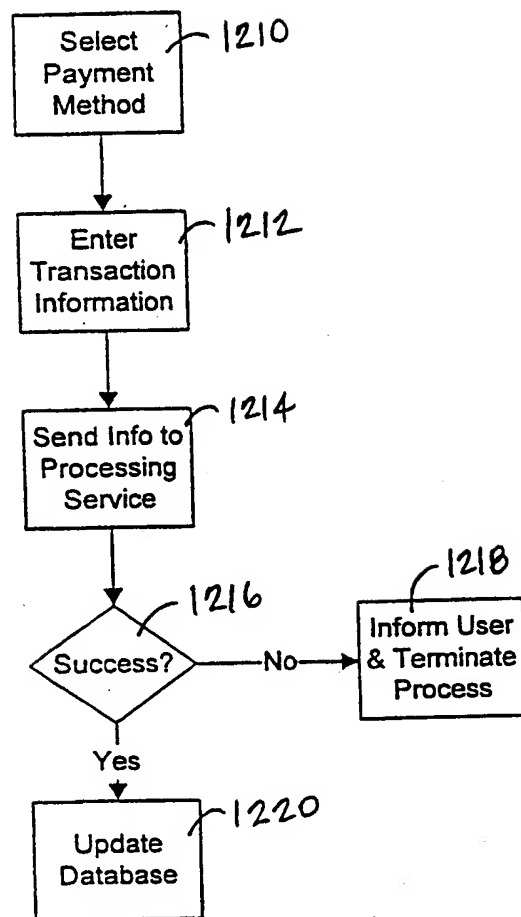 Select
Payment
Method
1210
Enter
Transaction
Information
1212
Send Info to
Processing
Service
1214
Success?
1216
No
Inform User
& Terminate
Process
1218
Yes
Update
Database
1220